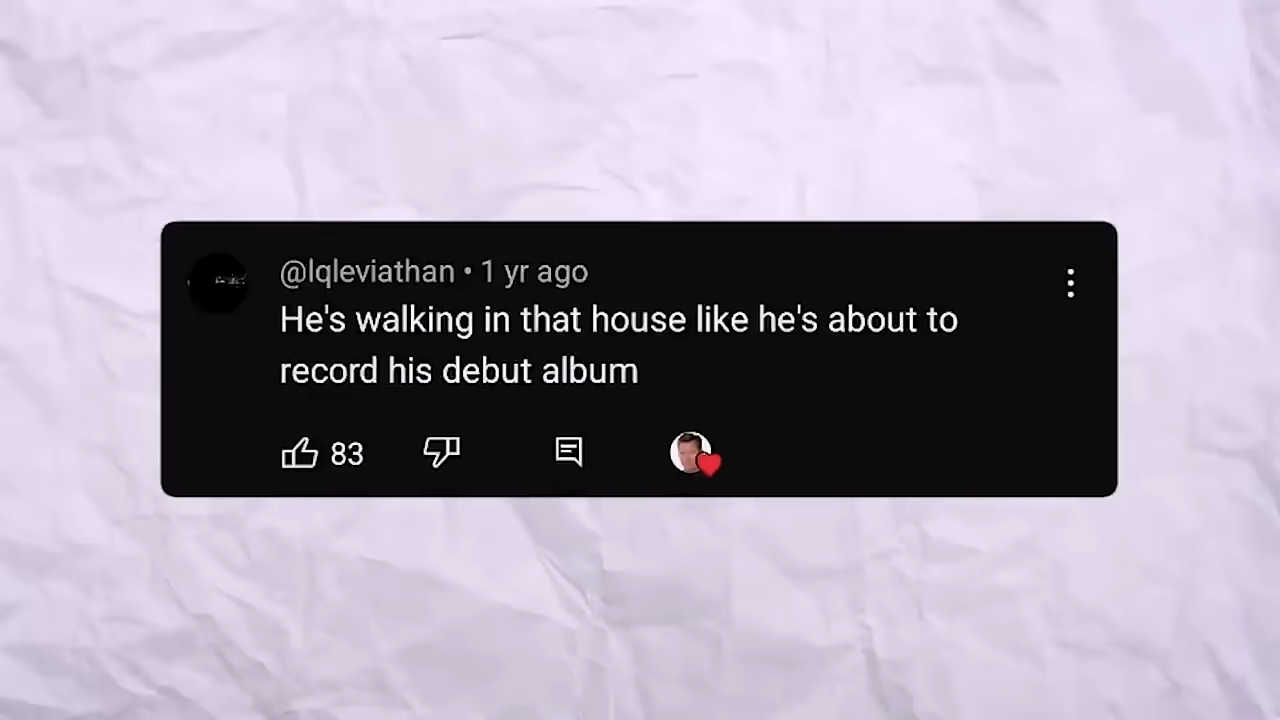 @lqleviathan • 1 yr ago
He's walking in that house like he's about to
record his debut album
83